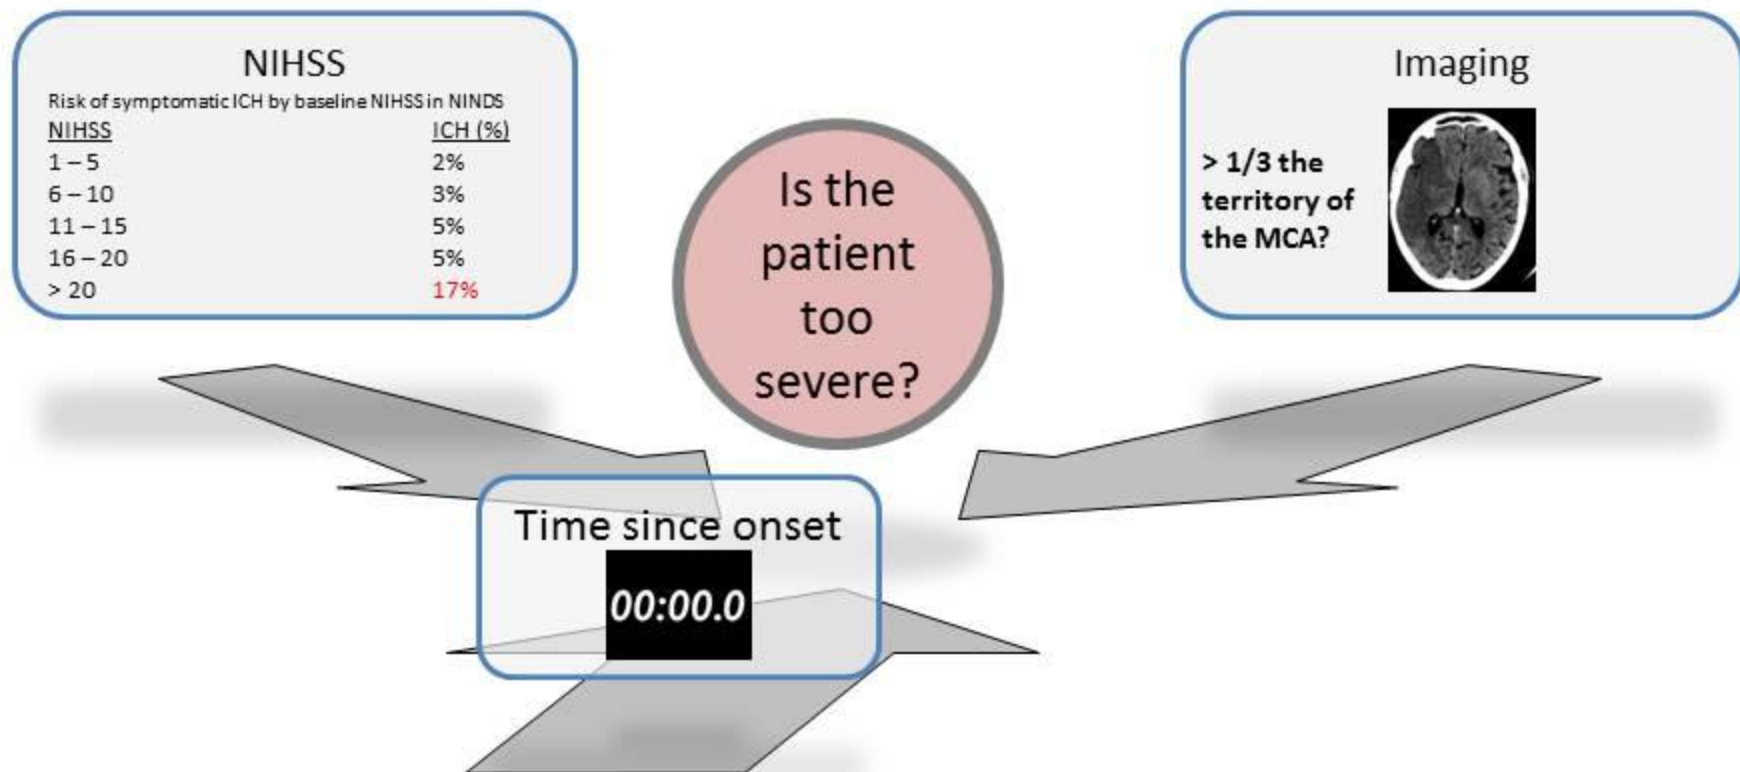 NIHSS
Risk of symptomatic ICH by baseline NIHSS in NINDS
NIHSS ICH (%)
1 – 5 2%
6 – 10 3%
11 – 15 5%
16 – 20 5%
> 20 17%
Is the
patient
too
severe?
Imaging
> 1/3 the
territory of
the MCA?
Time since onset
00:00.0